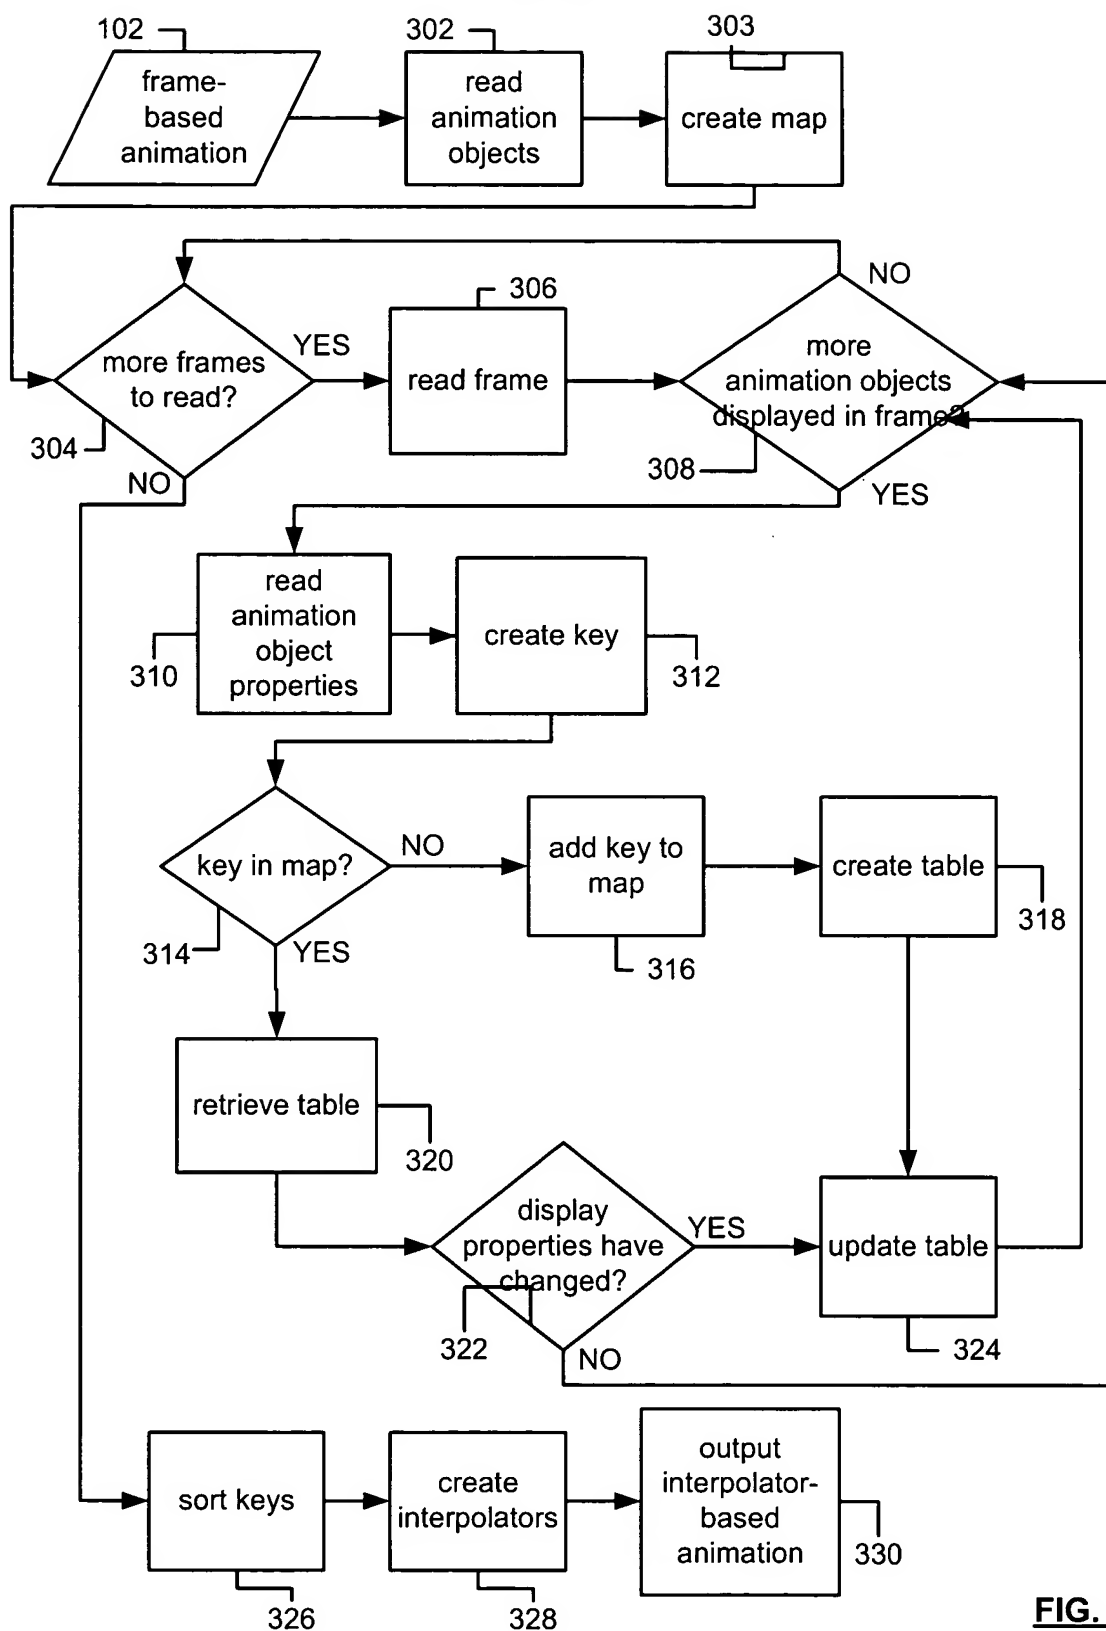 102
302
303
frame-
based
animation
read
animation
objects
create map
NO
306
YES
more frames
to read?
read frame
more
animation objects
displayed in frame?
304
308
NO
YES
read
animation
object
properties
create key
310
312
key in map?
NO
add key to
map
create table
314
YES
316
318
retrieve table
320
display
properties have
changed?
YES
update table
322
NO
324
sort keys
create
interpolators
output
interpolator-
based
animation
330
326
328
FIG.